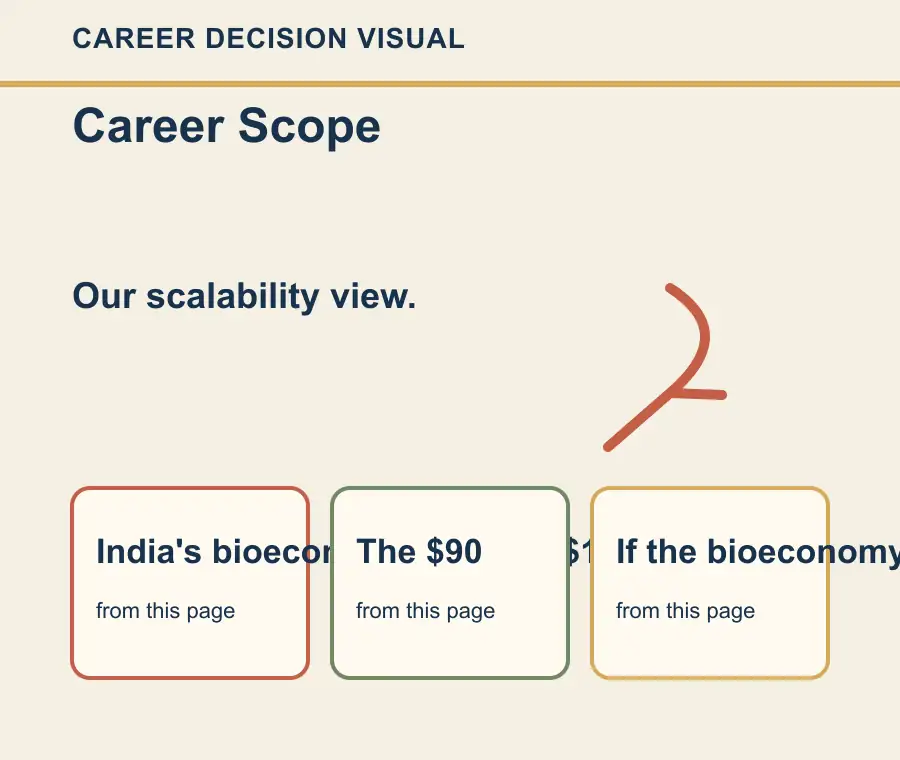 CAREER DECISION VISUAL
Career Scope
Our scalability view.
India's The $90 If the bioeconomy
from this page from this page from this page